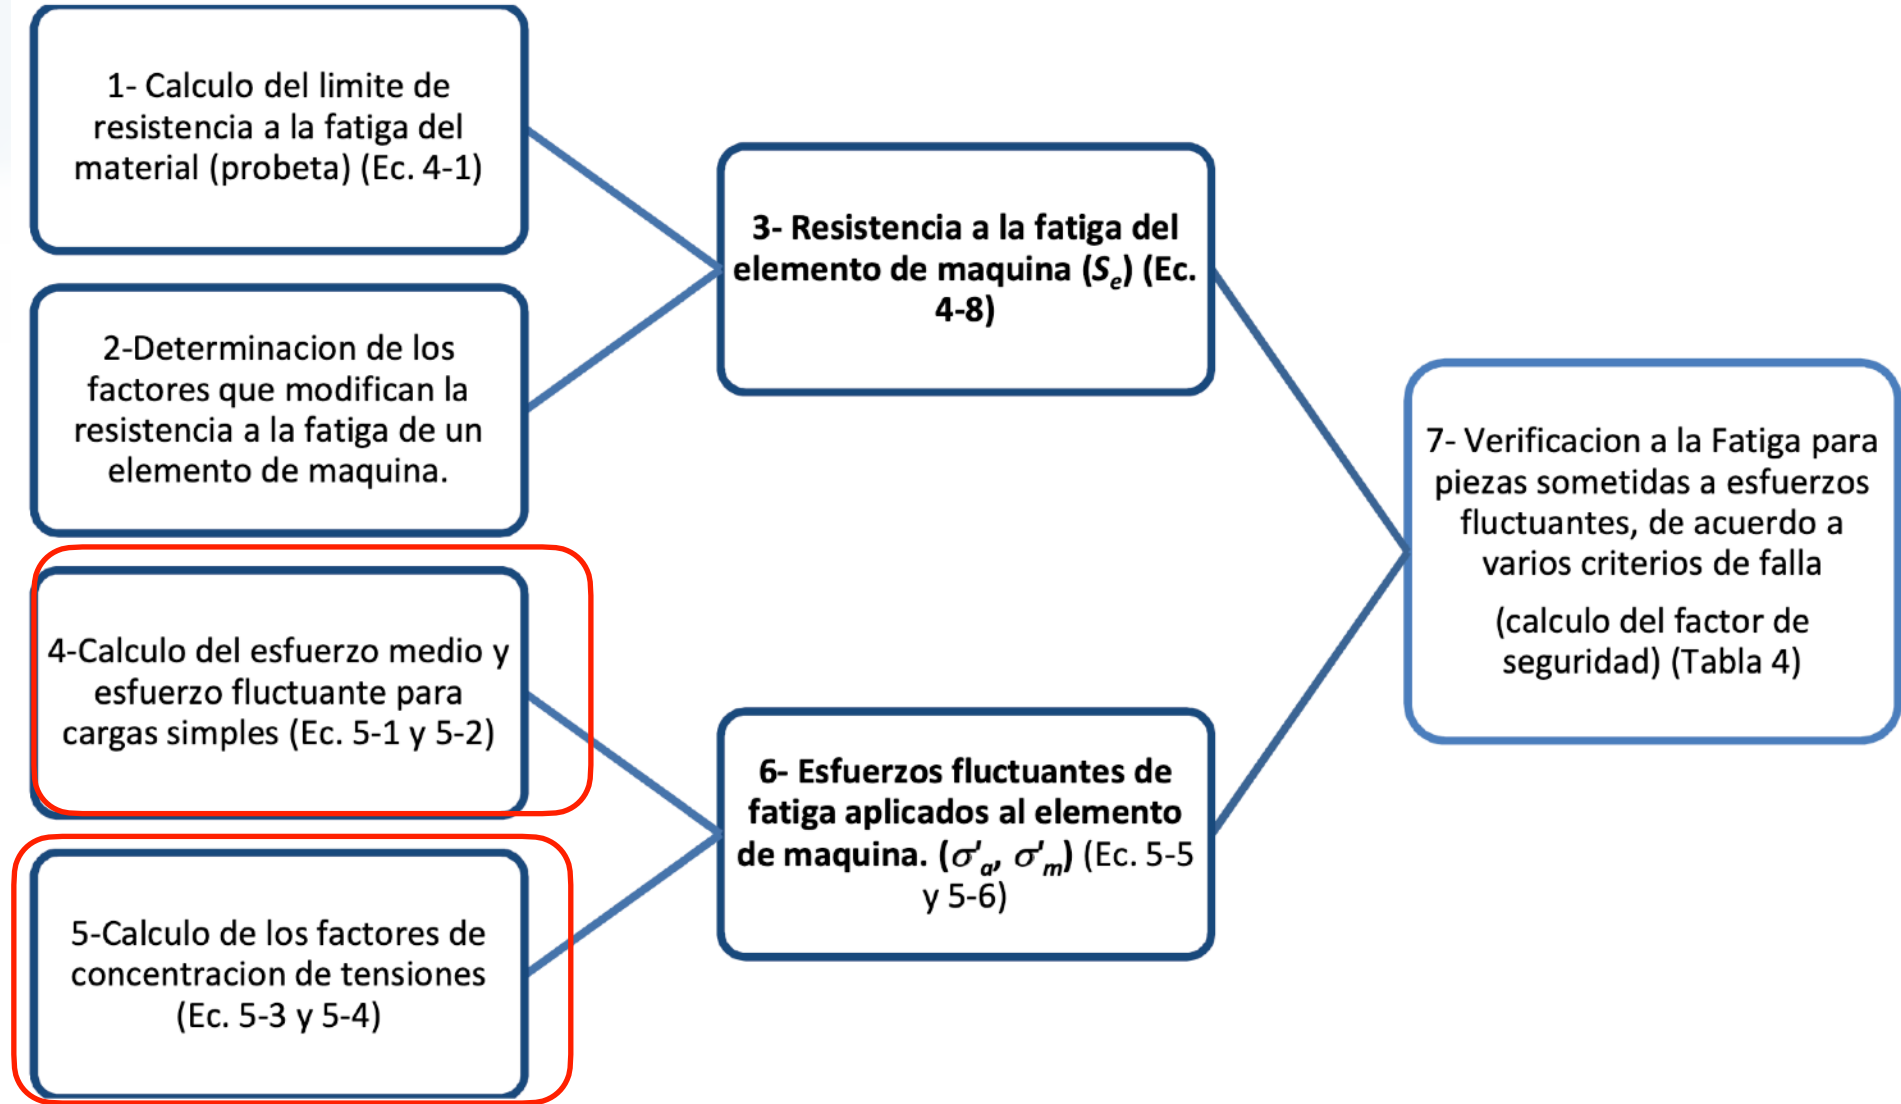 1- Calculo del limite de
resistencia a la fatiga del
material (probeta) (Ec. 4-1)
2-Determinacion de los
factores que modifican la
resistencia a la fatiga de un
elemento de maquina.
3- Resistencia a la fatiga del
elemento de maquina (Se) (Ec.
4-8)
4-Calculo del esfuerzo medio y
esfuerzo fluctuante para
cargas simples (Ec. 5-1 y 5-2)
5-Calculo de los factores de
concentracion de tensiones
(Ec. 5-3 y 5-4)
6- Esfuerzos fluctuantes de
fatiga aplicados al elemento
de maquina. (σ'a, σ'm) (Ec. 5-5
y 5-6)
7- Verificacion a la Fatiga para
piezas sometidas a esfuerzos
fluctuantes, de acuerdo a
varios criterios de falla
(calculo del factor de
seguridad) (Tabla 4)